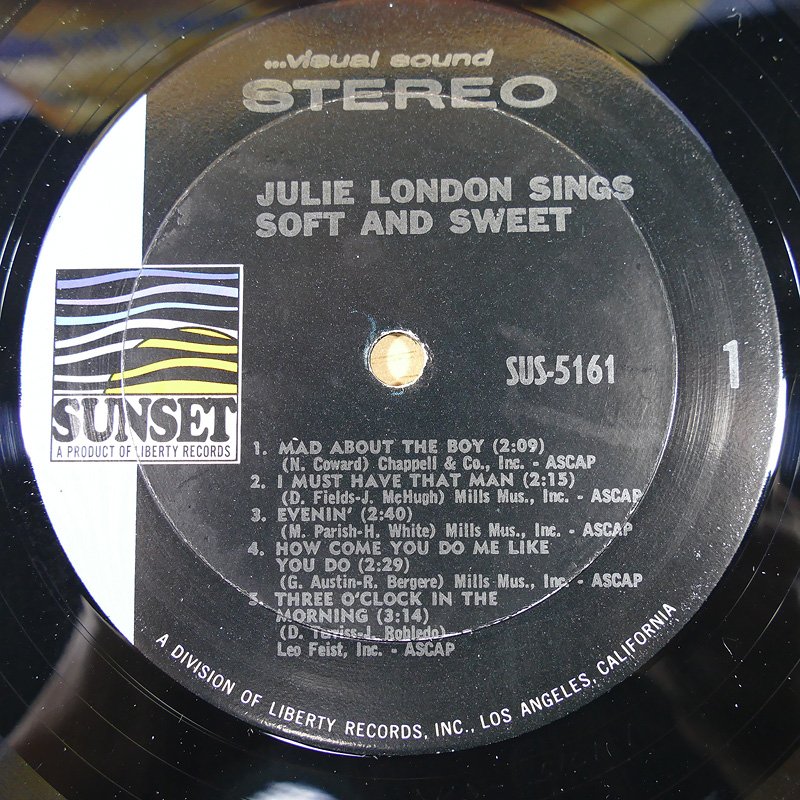 ...visual sound
STEREO
JULIE LONDON SINGS
SOFT AND SWEET
SUS-5161
1
SUNSET
A PRODUCT OF LIBERTY RECORDS
1. MAD ABOUT THE BOY (2:09)
(N. Coward) Chappell & Co., Inc. - ASCAP
2. I MUST HAVE THAT MAN (2:15)
(D. Fields-J. McHugh) Mills Mus., Inc. - ASCAP
3. EVENIN' (2:40)
(M. Parish-H. White) Mills Mus., Inc. - ASCAP
4. HOW COME YOU DO ME LIKE
YOU DO (2:29)
(G. Austin-R. Bergere) Mills Mus., Inc. - ASCAP
5. THREE O'CLOCK IN THE
MORNING (3:14)
(D. Terviss-J. Robledo)
Leo Feist, Inc. - ASCAP
A DIVISION OF LIBERTY RECORDS, INC., LOS ANGELES, CALIFORNIA